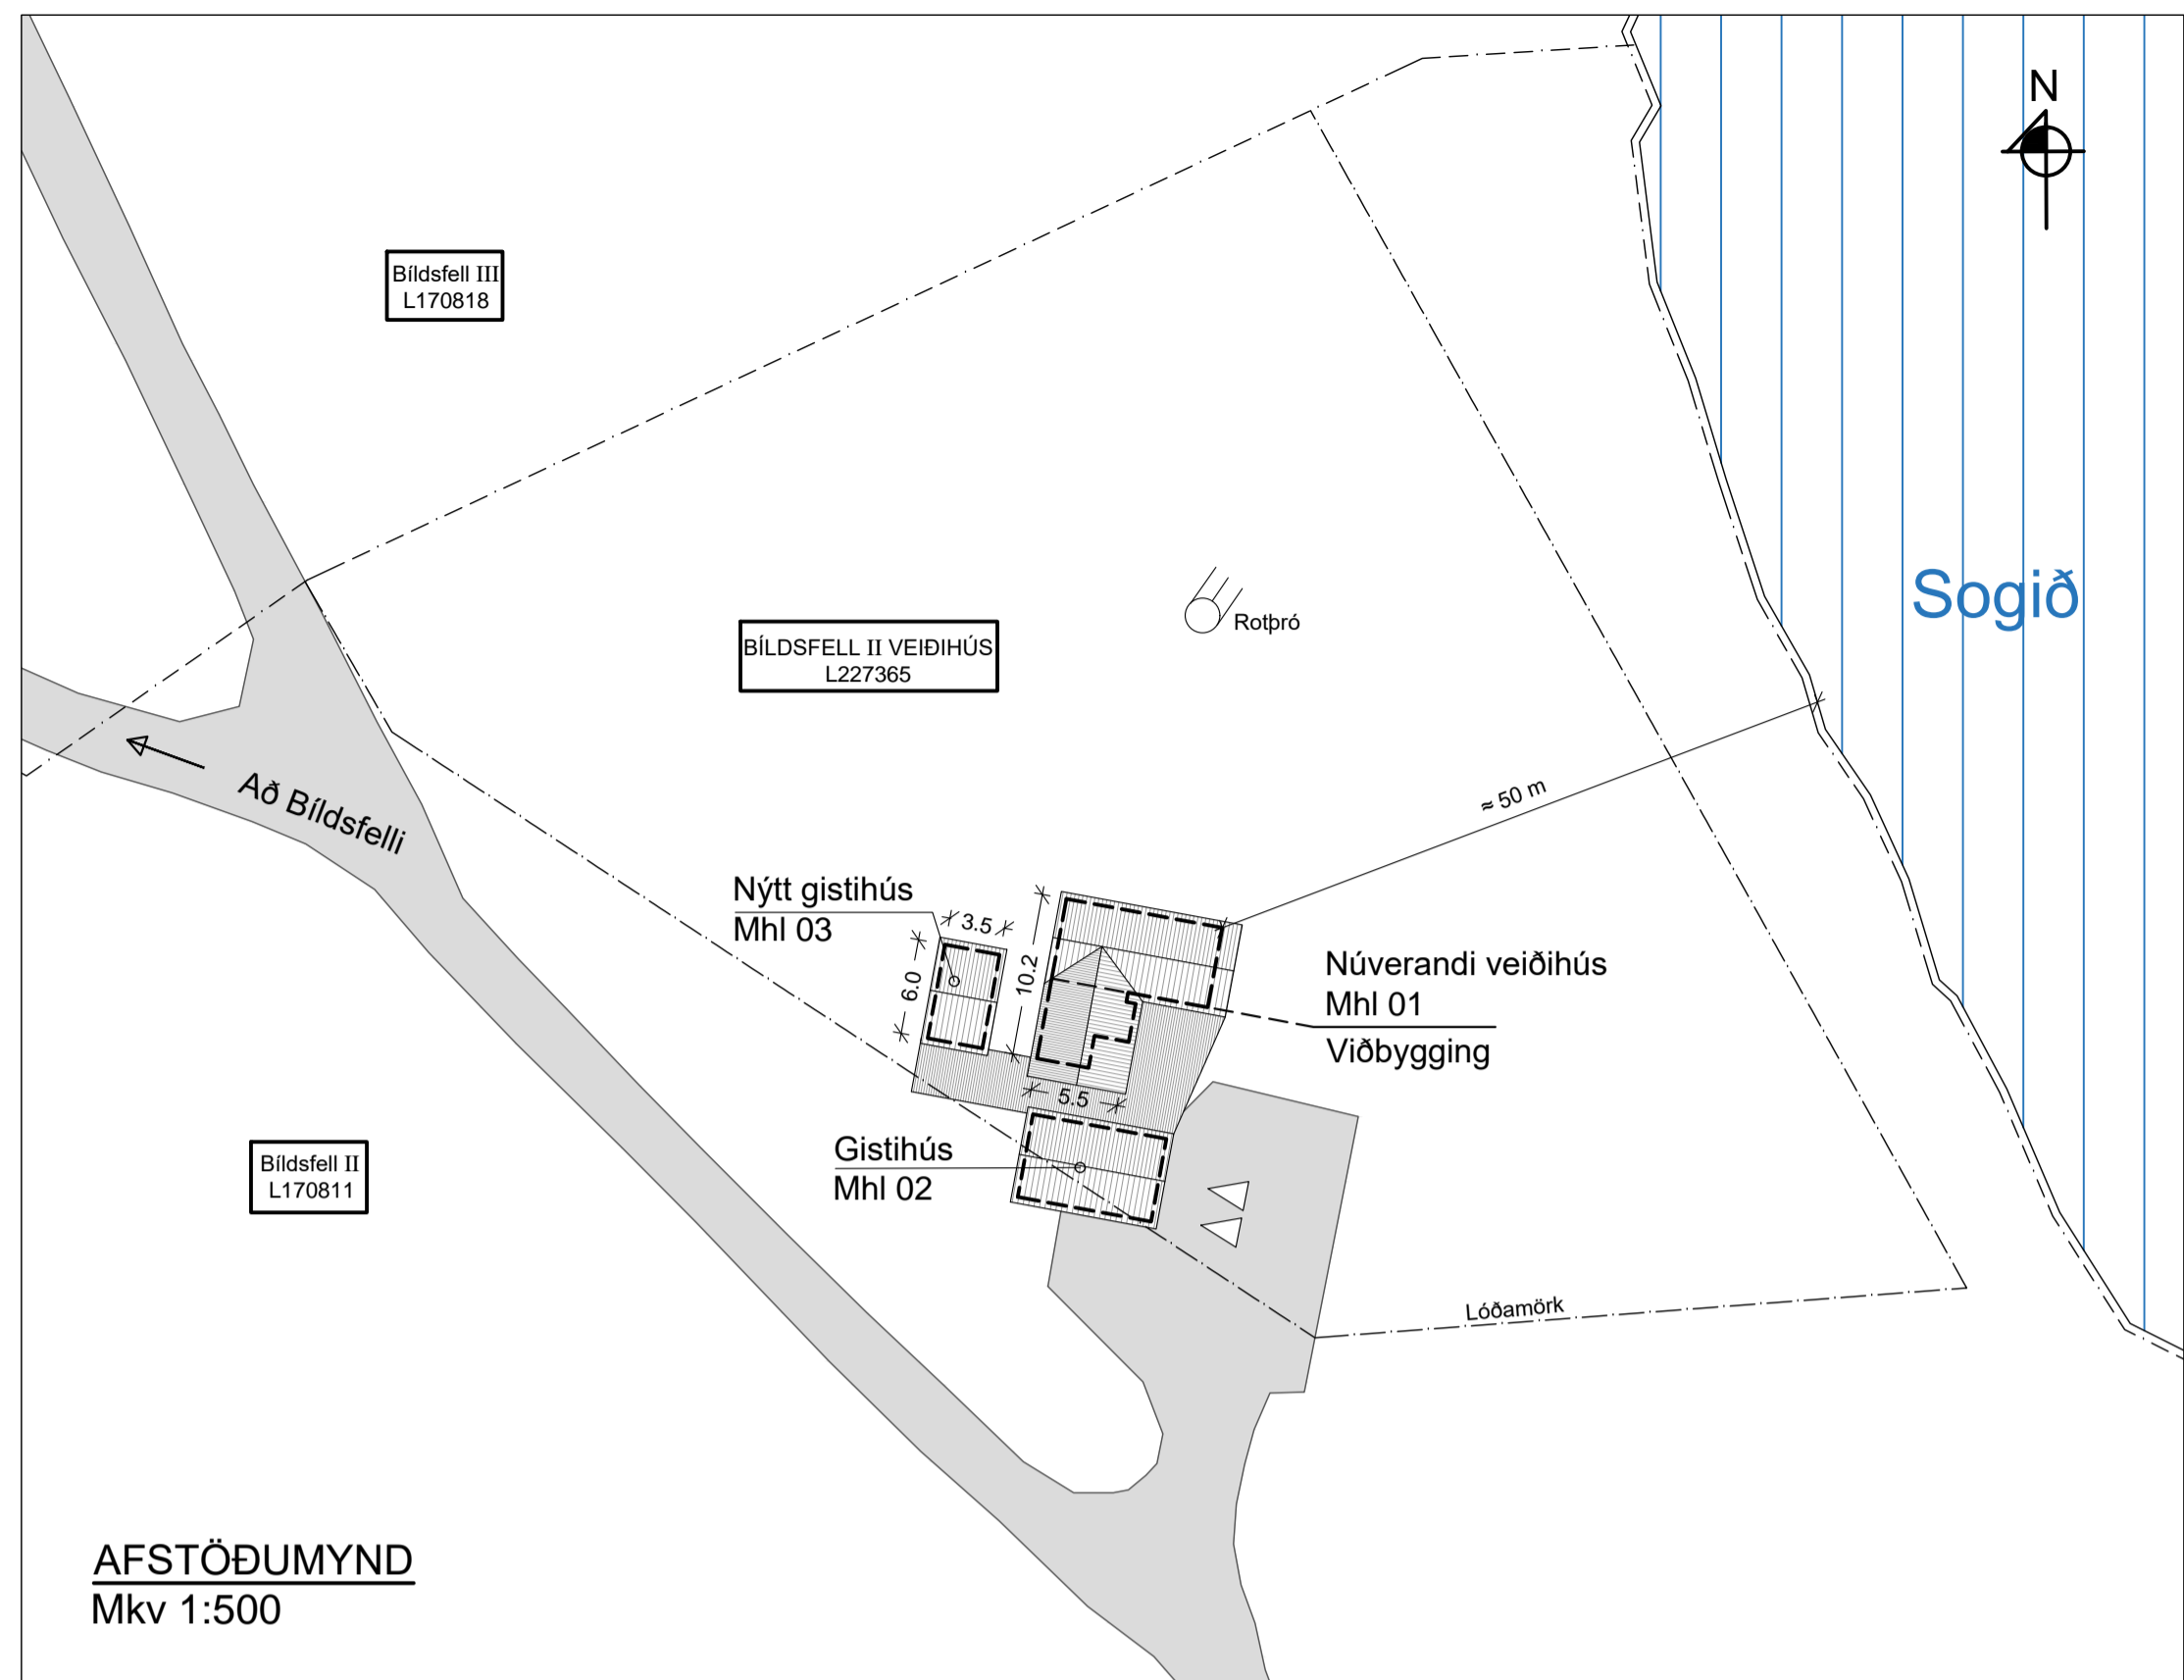 N
Bíldsfell III
L170818
Sogið
Rotþró
BÍLDSFELL II VEIÐIHÚS
L227365
Að Bíldsfelli
≈ 50 m
Nýtt gistihús
Mhl 03
3.5
6.0
10.2
Núverandi veiðihús
Mhl 01
Viðbygging
5.5
Gistihús
Mhl 02
Bíldsfell II
L170811
Lóðamörk
AFSTÖÐUMYND
Mkv 1:500